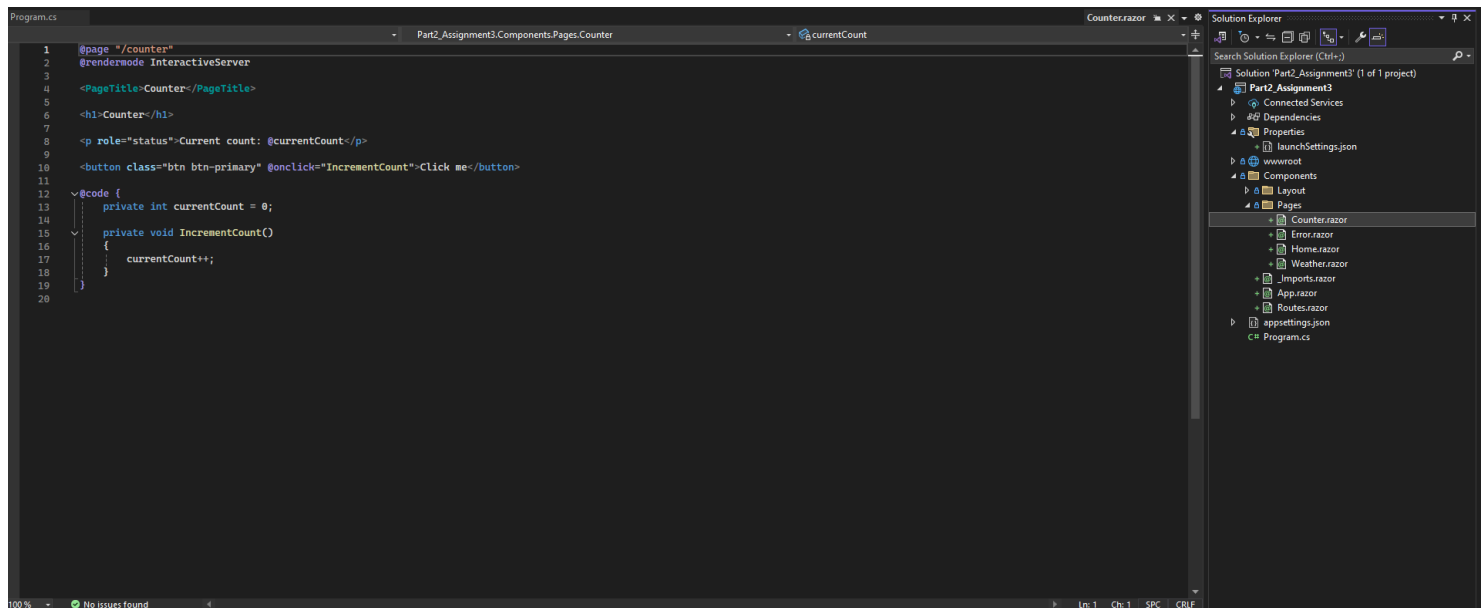 Program.cs
Counter.razor
Part2_Assignment3.Components.Pages.Counter
currentCount
1 @page "/counter"
2 @rendermode InteractiveServer
3
4 <PageTitle>Counter</PageTitle>
5
6 <h1>Counter</h1>
7
8 <p role="status">Current count: @currentCount</p>
9
10 <button class="btn btn-primary" @onclick="IncrementCount">Click me</button>
11
12 @code {
13 private int currentCount = 0;
14
15 private void IncrementCount()
16 {
17 currentCount++;
18 }
19 }
20
100 %
No issues found
Ln: 1 Ch: 1 SPC CRLF
Solution Explorer
Search Solution Explorer (Ctrl+;)
Solution 'Part2_Assignment3' (1 of 1 project)
Part2_Assignment3
Connected Services
Dependencies
Properties
launchSettings.json
wwwroot
Components
Layout
Pages
Counter.razor
Error.razor
Home.razor
Weather.razor
_Imports.razor
App.razor
Routes.razor
appsettings.json
C# Program.cs